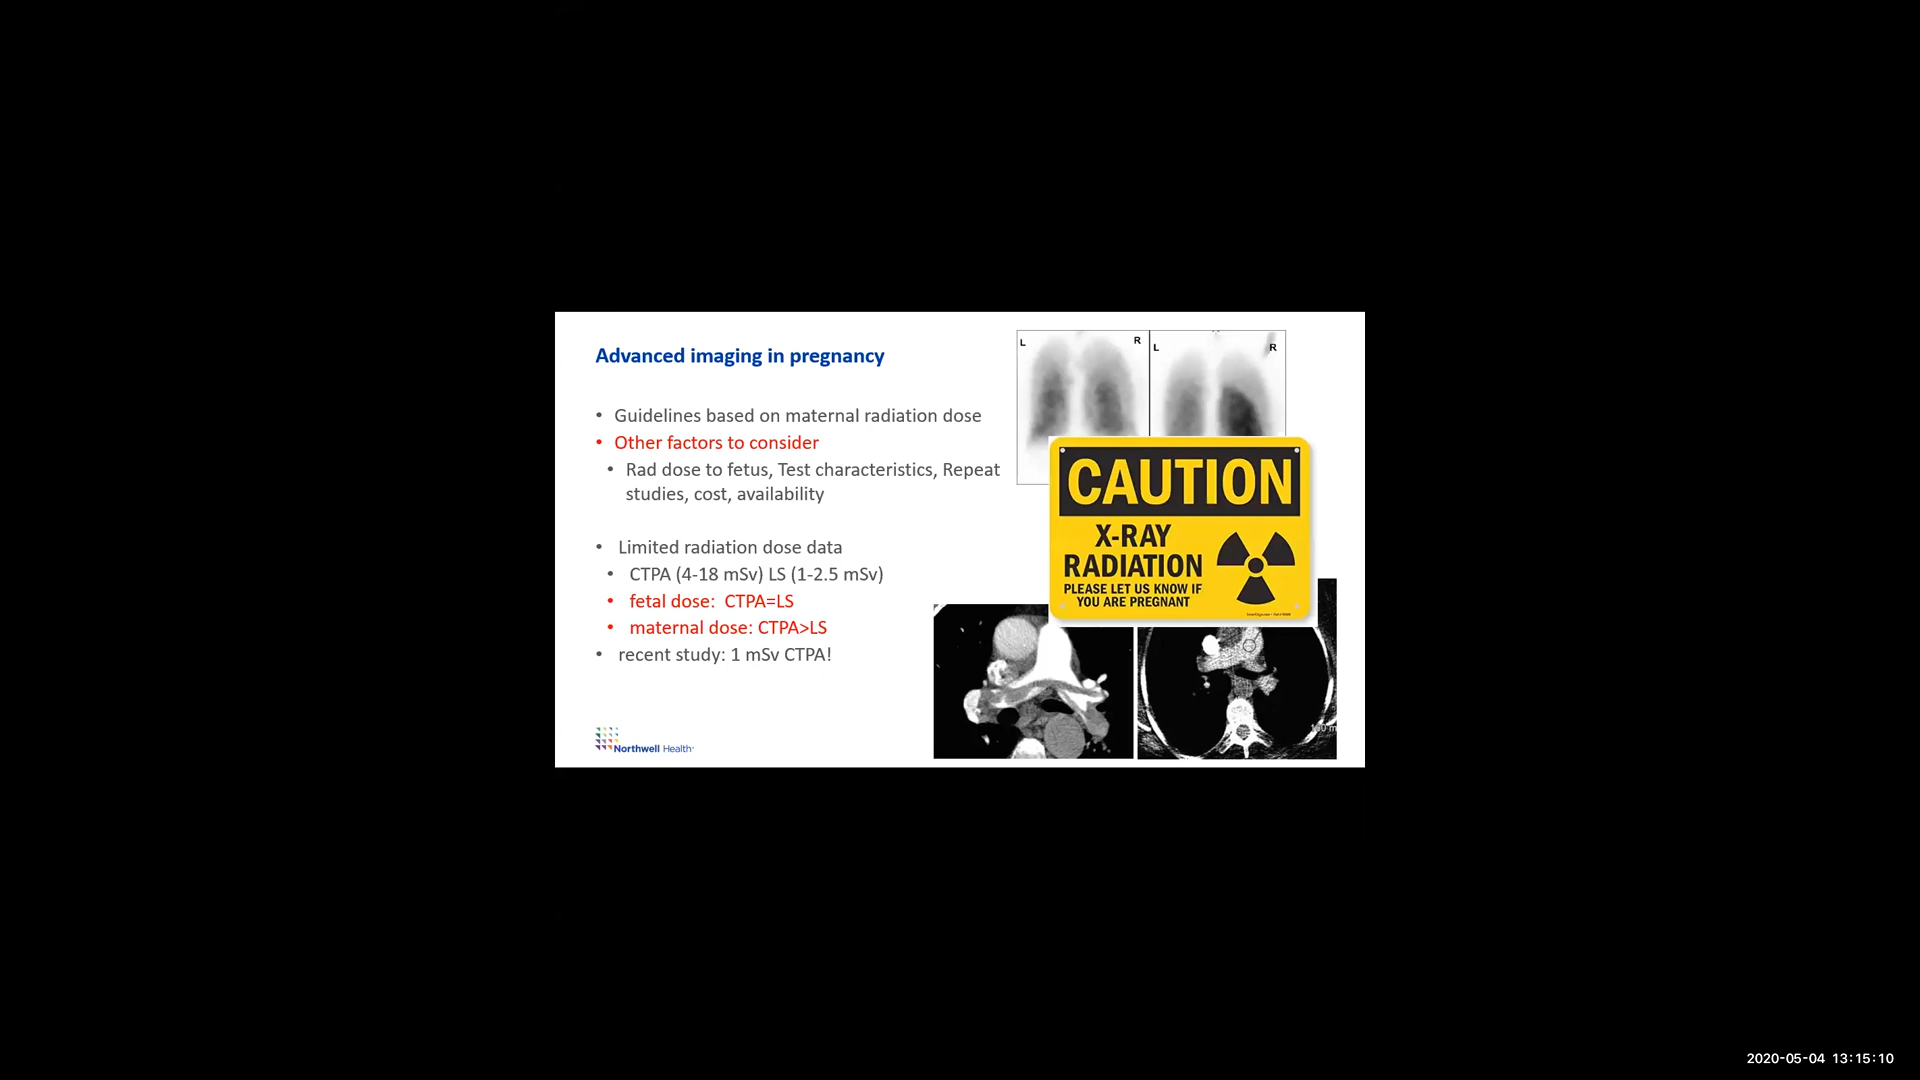 Advanced imaging in pregnancy
• Guidelines based on maternal radiation dose
• Other factors to consider
• Rad dose to fetus, Test characteristics, Repeat
studies, cost, availability
• Limited radiation dose data
• CTPA (4-18 mSv) LS (1-2.5 mSv)
• fetal dose: CTPA=LS
• maternal dose: CTPA>LS
• recent study: 1 mSv CTPA!
Northwell Health
L R
L R
CAUTION
X-RAY
RADIATION
PLEASE LET US KNOW IF
YOU ARE PREGNANT
2020-05-04 13:15:10